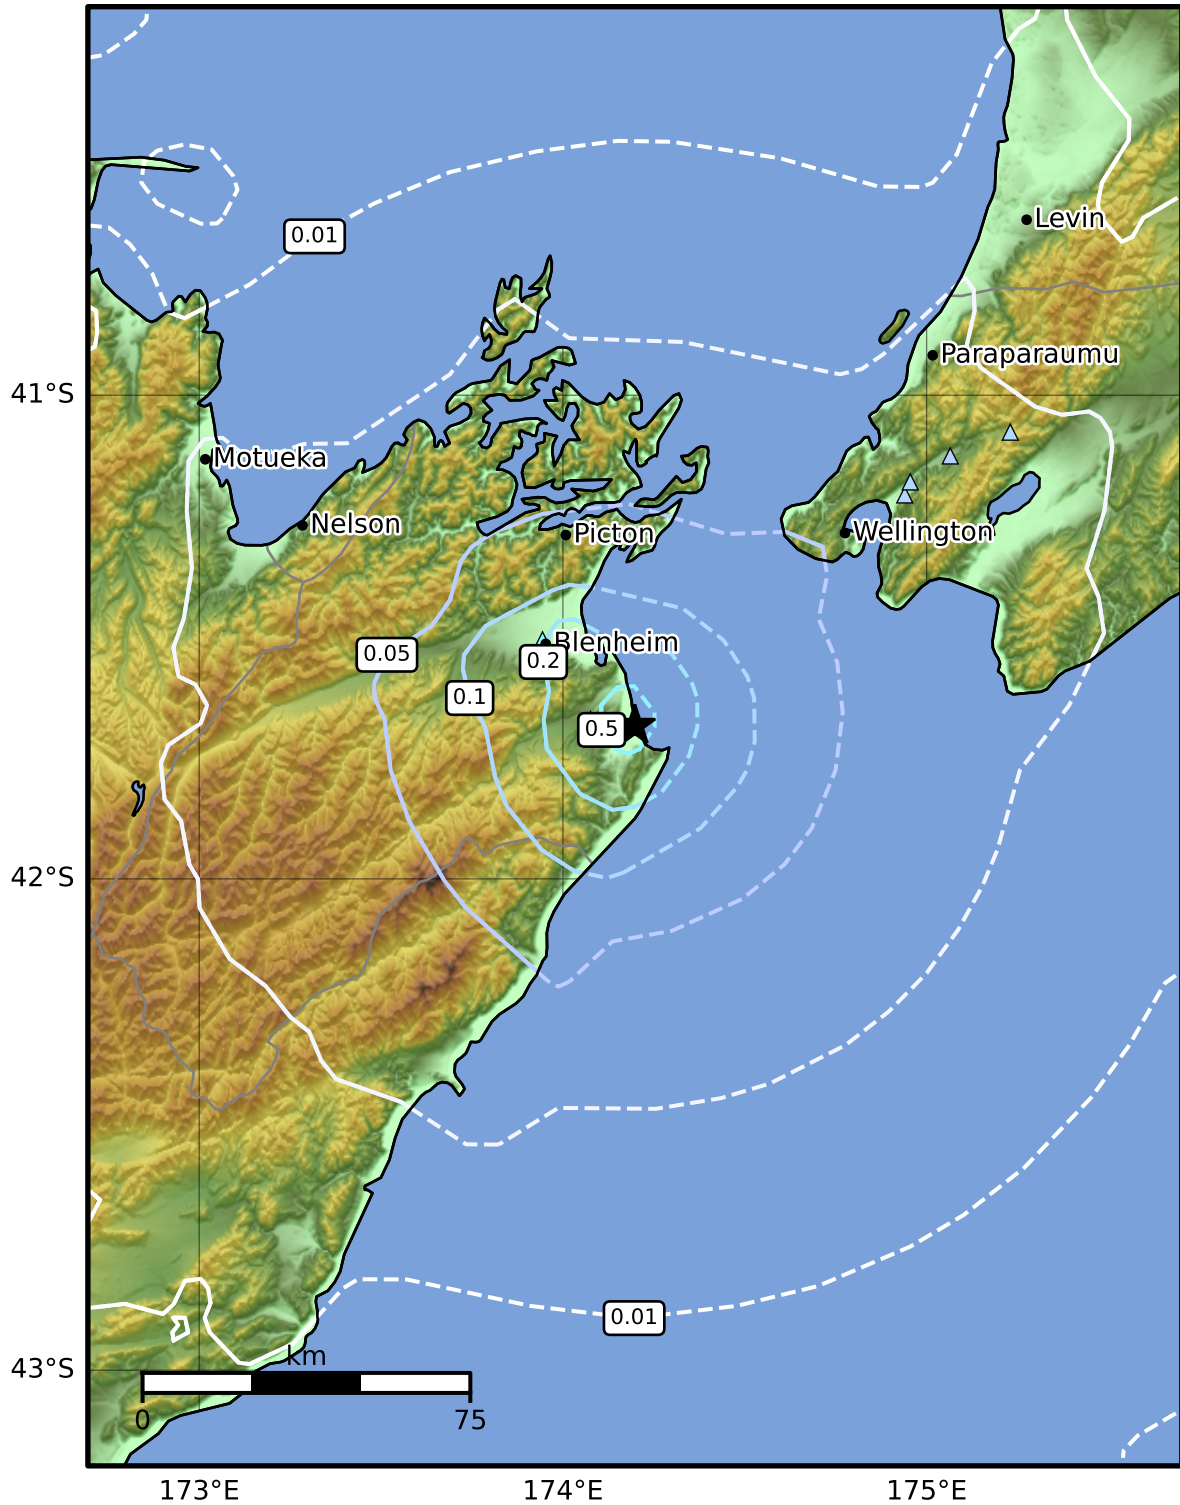 0.01
Levin
Paraparaumu
41°S
Motueka
Nelson
Picton
Wellington
Blenheim
0.05
0.2
0.1
0.5
42°S
0.01
km
43°S
0
75
173°E
174°E
175°E